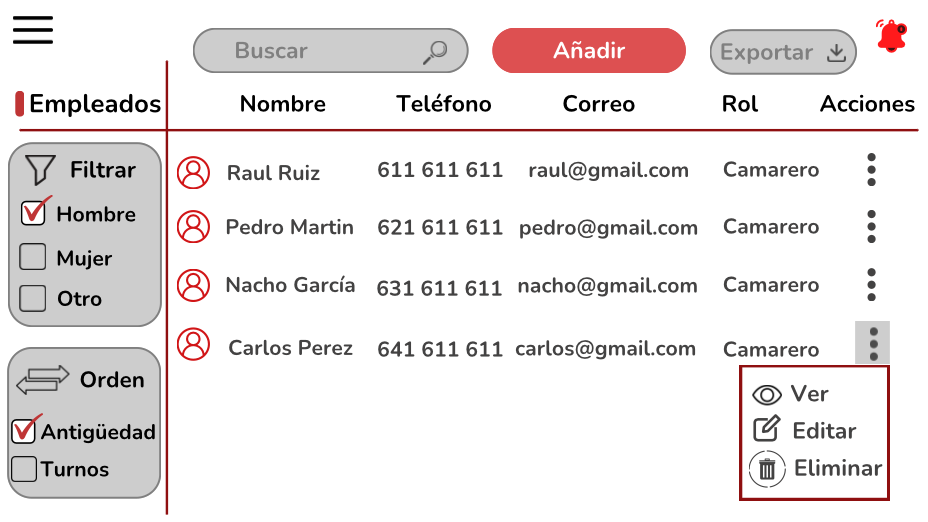 Buscar
Añadir
Exportar
Empleados
Nombre Teléfono Correo Rol Acciones
Filtrar
Hombre
Mujer
Otro
Orden
Antigüedad
Turnos
Raul Ruiz 611 611 611 raul@gmail.com Camarero
Pedro Martin 621 611 611 pedro@gmail.com Camarero
Nacho García 631 611 611 nacho@gmail.com Camarero
Carlos Perez 641 611 611 carlos@gmail.com Camarero
Ver
Editar
Eliminar